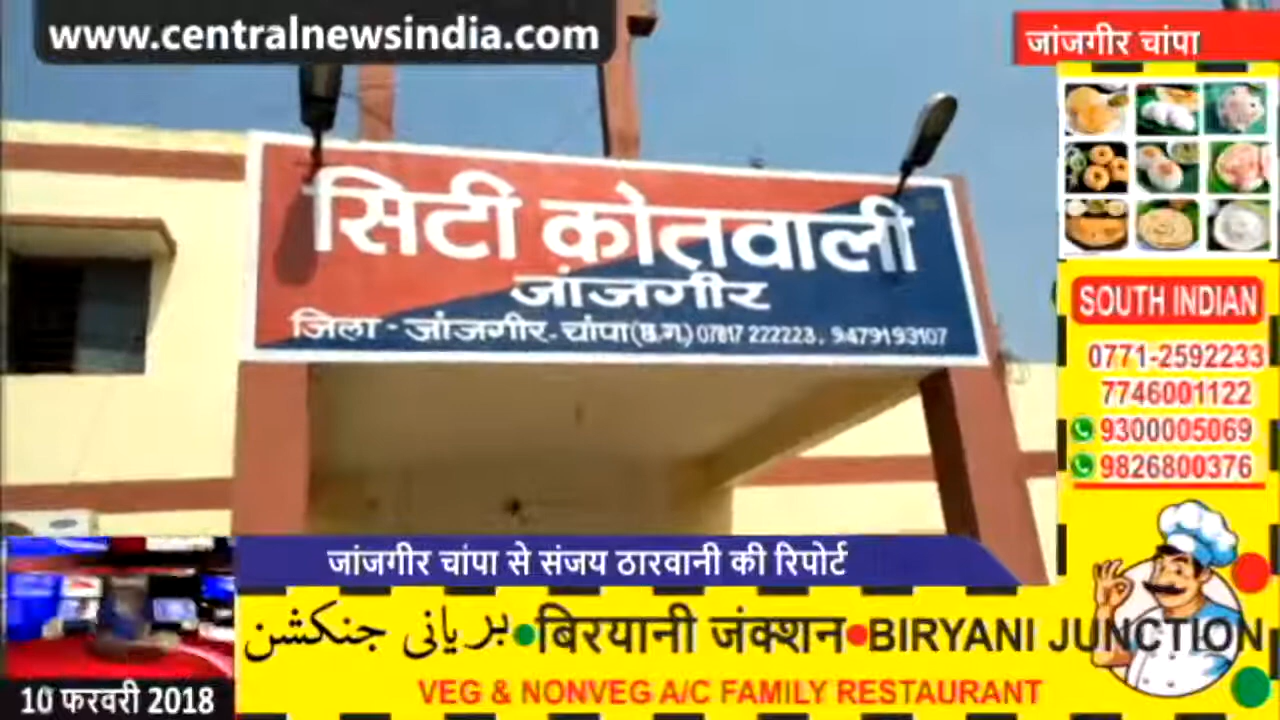 www.centralnewsindia.com
जांजगीर चांपा
सिटी कोतवाली
जांजगीर
जिला - जांजगीर-चांपा(छ.ग.) 07817 222223, 9479193107
SOUTH INDIAN
0771-2592233
7746001122
9300005069
9826800376
जांजगीर चांपा से संजय ठारवानी की रिपोर्ट
بریانی جنکشن•बिरयानी जंक्शन•BIRYANI JUNCTION
VEG & NONVEG A/C FAMILY RESTAURANT
10 फरवरी 2018